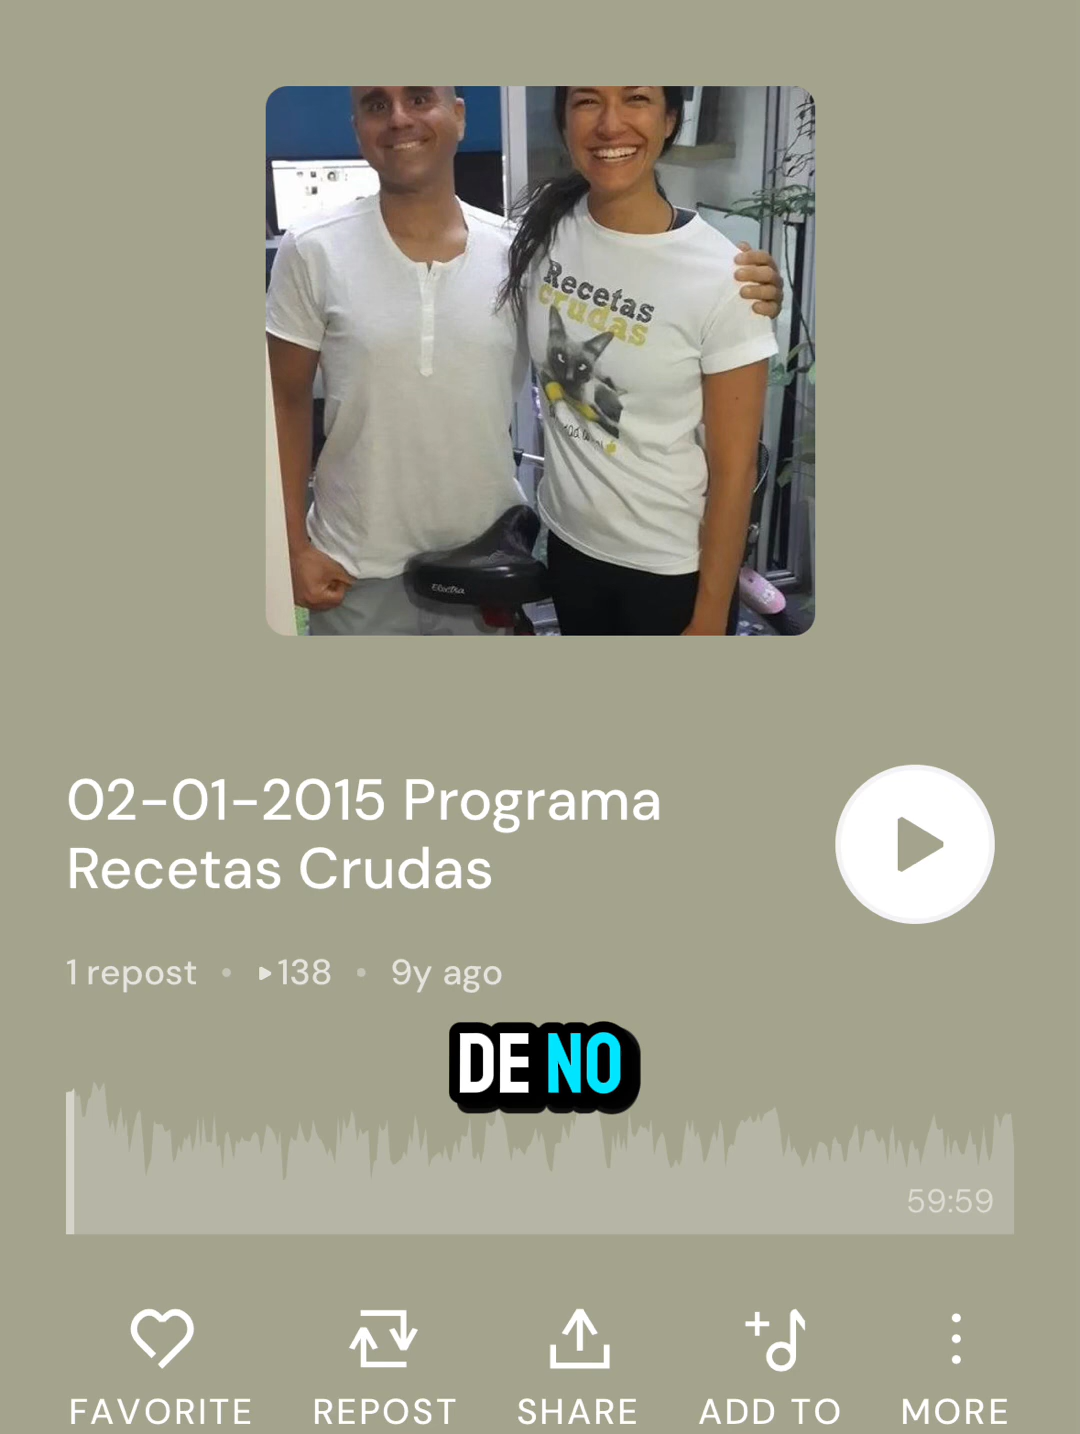 Recetas
crudas
Electra
02-01-2015 Programa
Recetas Crudas
1 repost • 138 • 9y ago
DE NO
59:59
FAVORITE REPOST SHARE ADD TO MORE